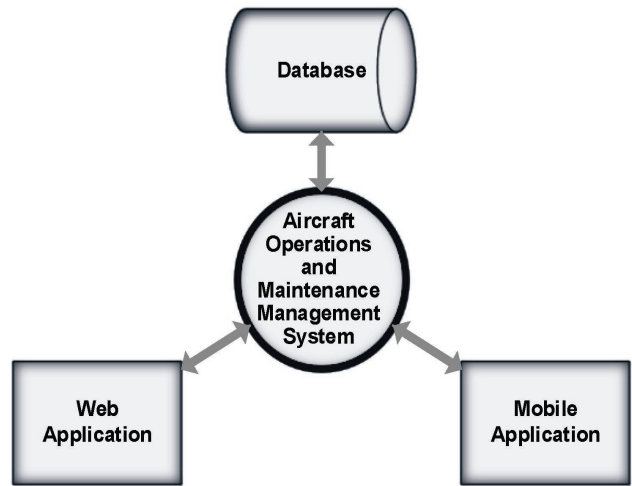 Database
Aircraft
Operations
and
Maintenance
Management
System
Web
Application
Mobile
Application